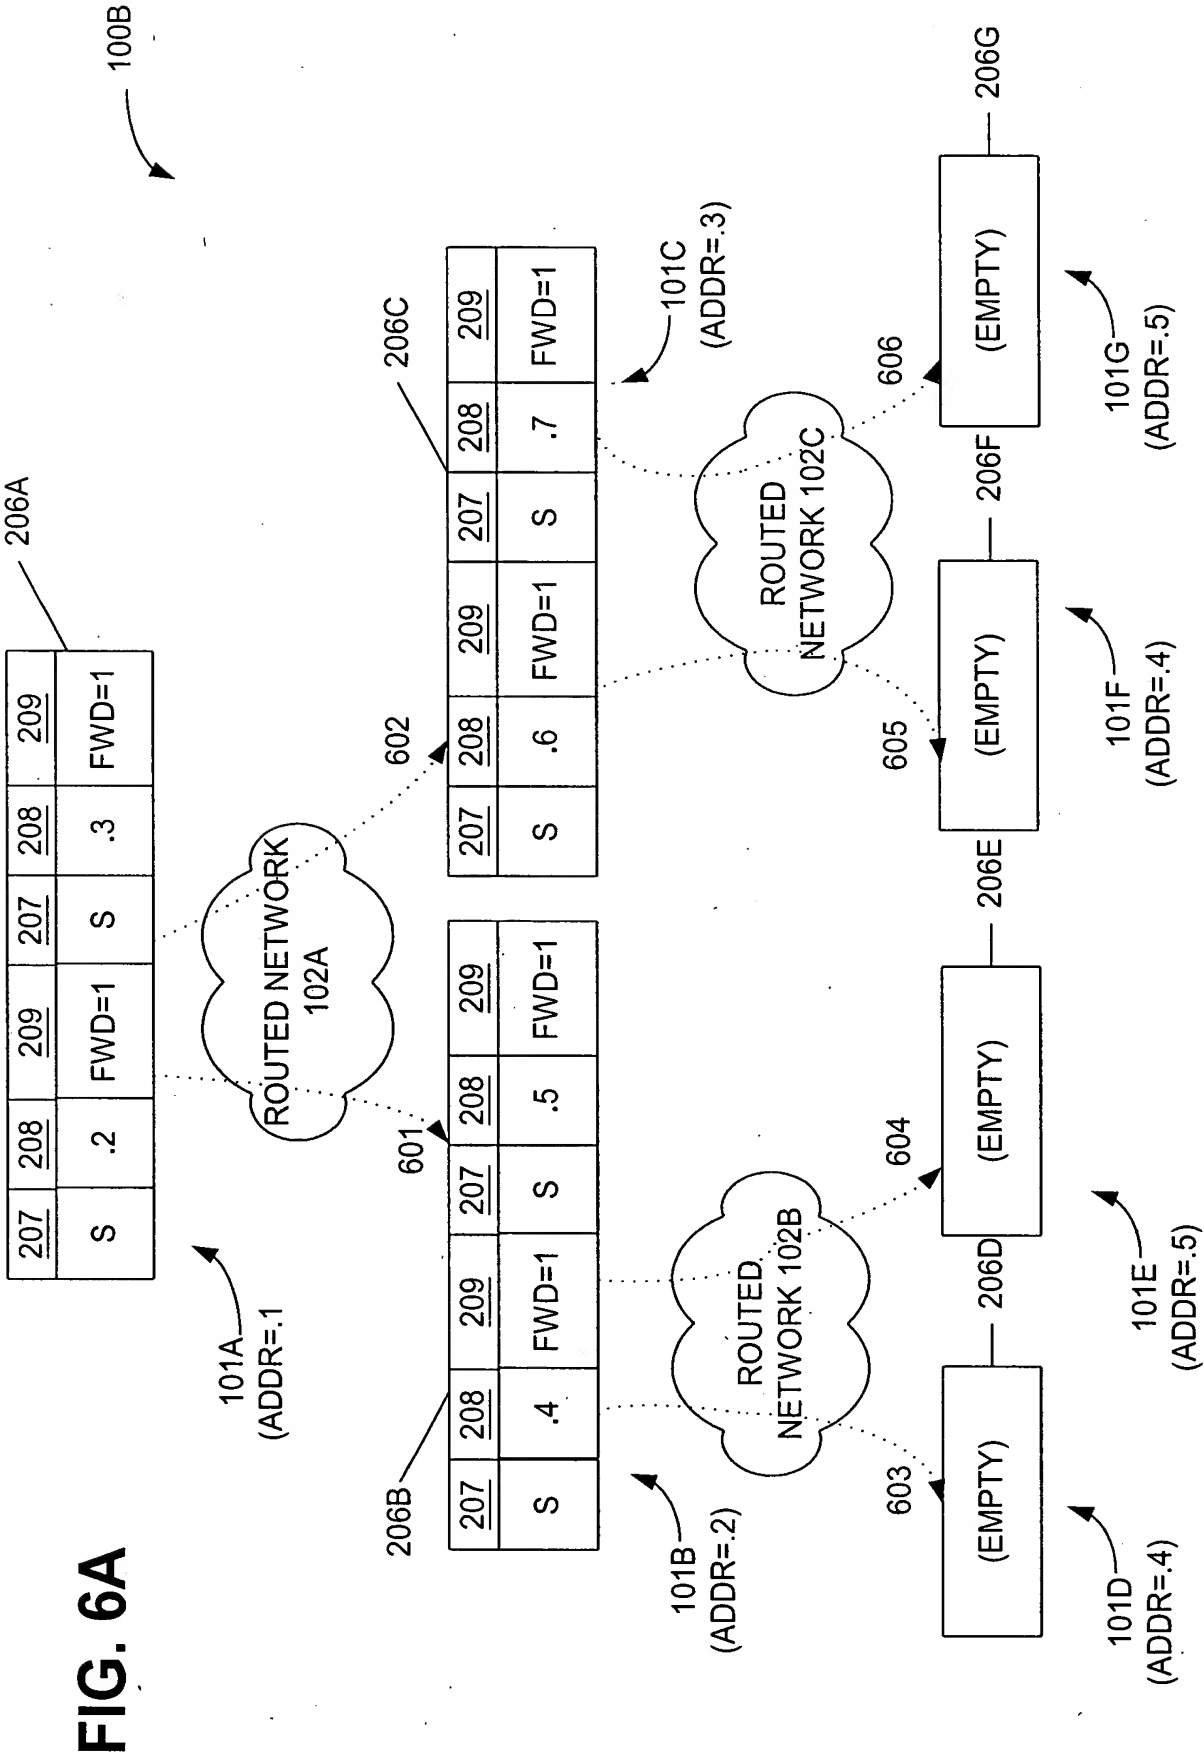 FIG. 6A
100B
206A
207 208 209 207 208 209
S .2 FWD=1 S .3 FWD=1
101A
(ADDR=.1
ROUTED NETWORK
102A
601
602
206B
207 208 209 207 208 209
S .4 FWD=1 S .5 FWD=1
101B
(ADDR=.2)
206C
207 208 209 207 208 209
S .6 FWD=1 S .7 FWD=1
101C
(ADDR=.3)
ROUTED
NETWORK 102B
ROUTED
NETWORK 102C
603
604
605
606
(EMPTY)
206D
(EMPTY)
206E
(EMPTY)
206F
(EMPTY)
206G
101D
(ADDR=.4)
101E
(ADDR=.5)
101F
(ADDR=.4)
101G
(ADDR=.5)